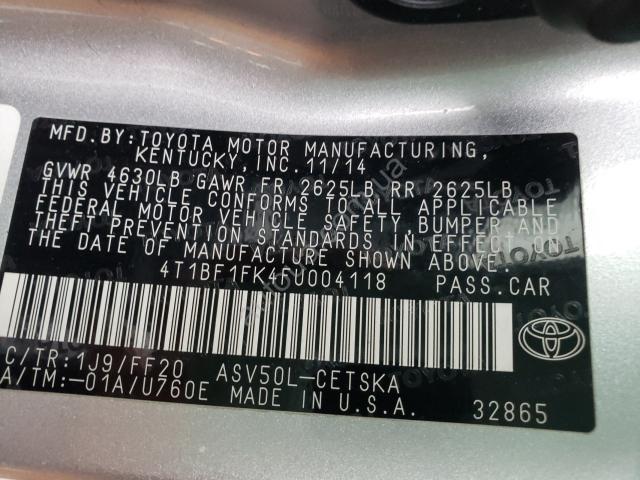 MFD.BY:TOYOTA MOTOR MANUFACTURING,
KENTUCKY,INC.11/14
GVWR 4630LB GAWR FR 2625LB RR 2625LB
THIS VEHICLE CONFORMS TO ALL APPLICABLE
FEDERAL MOTOR VEHICLE SAFETY,BUMPER AND
THEFT PREVENTION STANDARDS IN EFFECT ON
THE DATE OF MANUFACTURE SHOWN ABOVE.
4T1BF1FK4FU004118 PASS.CAR
C/TR:1J9/FF20 ASV50L-CETSKA
A/TM:-01A/U760E MADE IN U.S.A.
32865